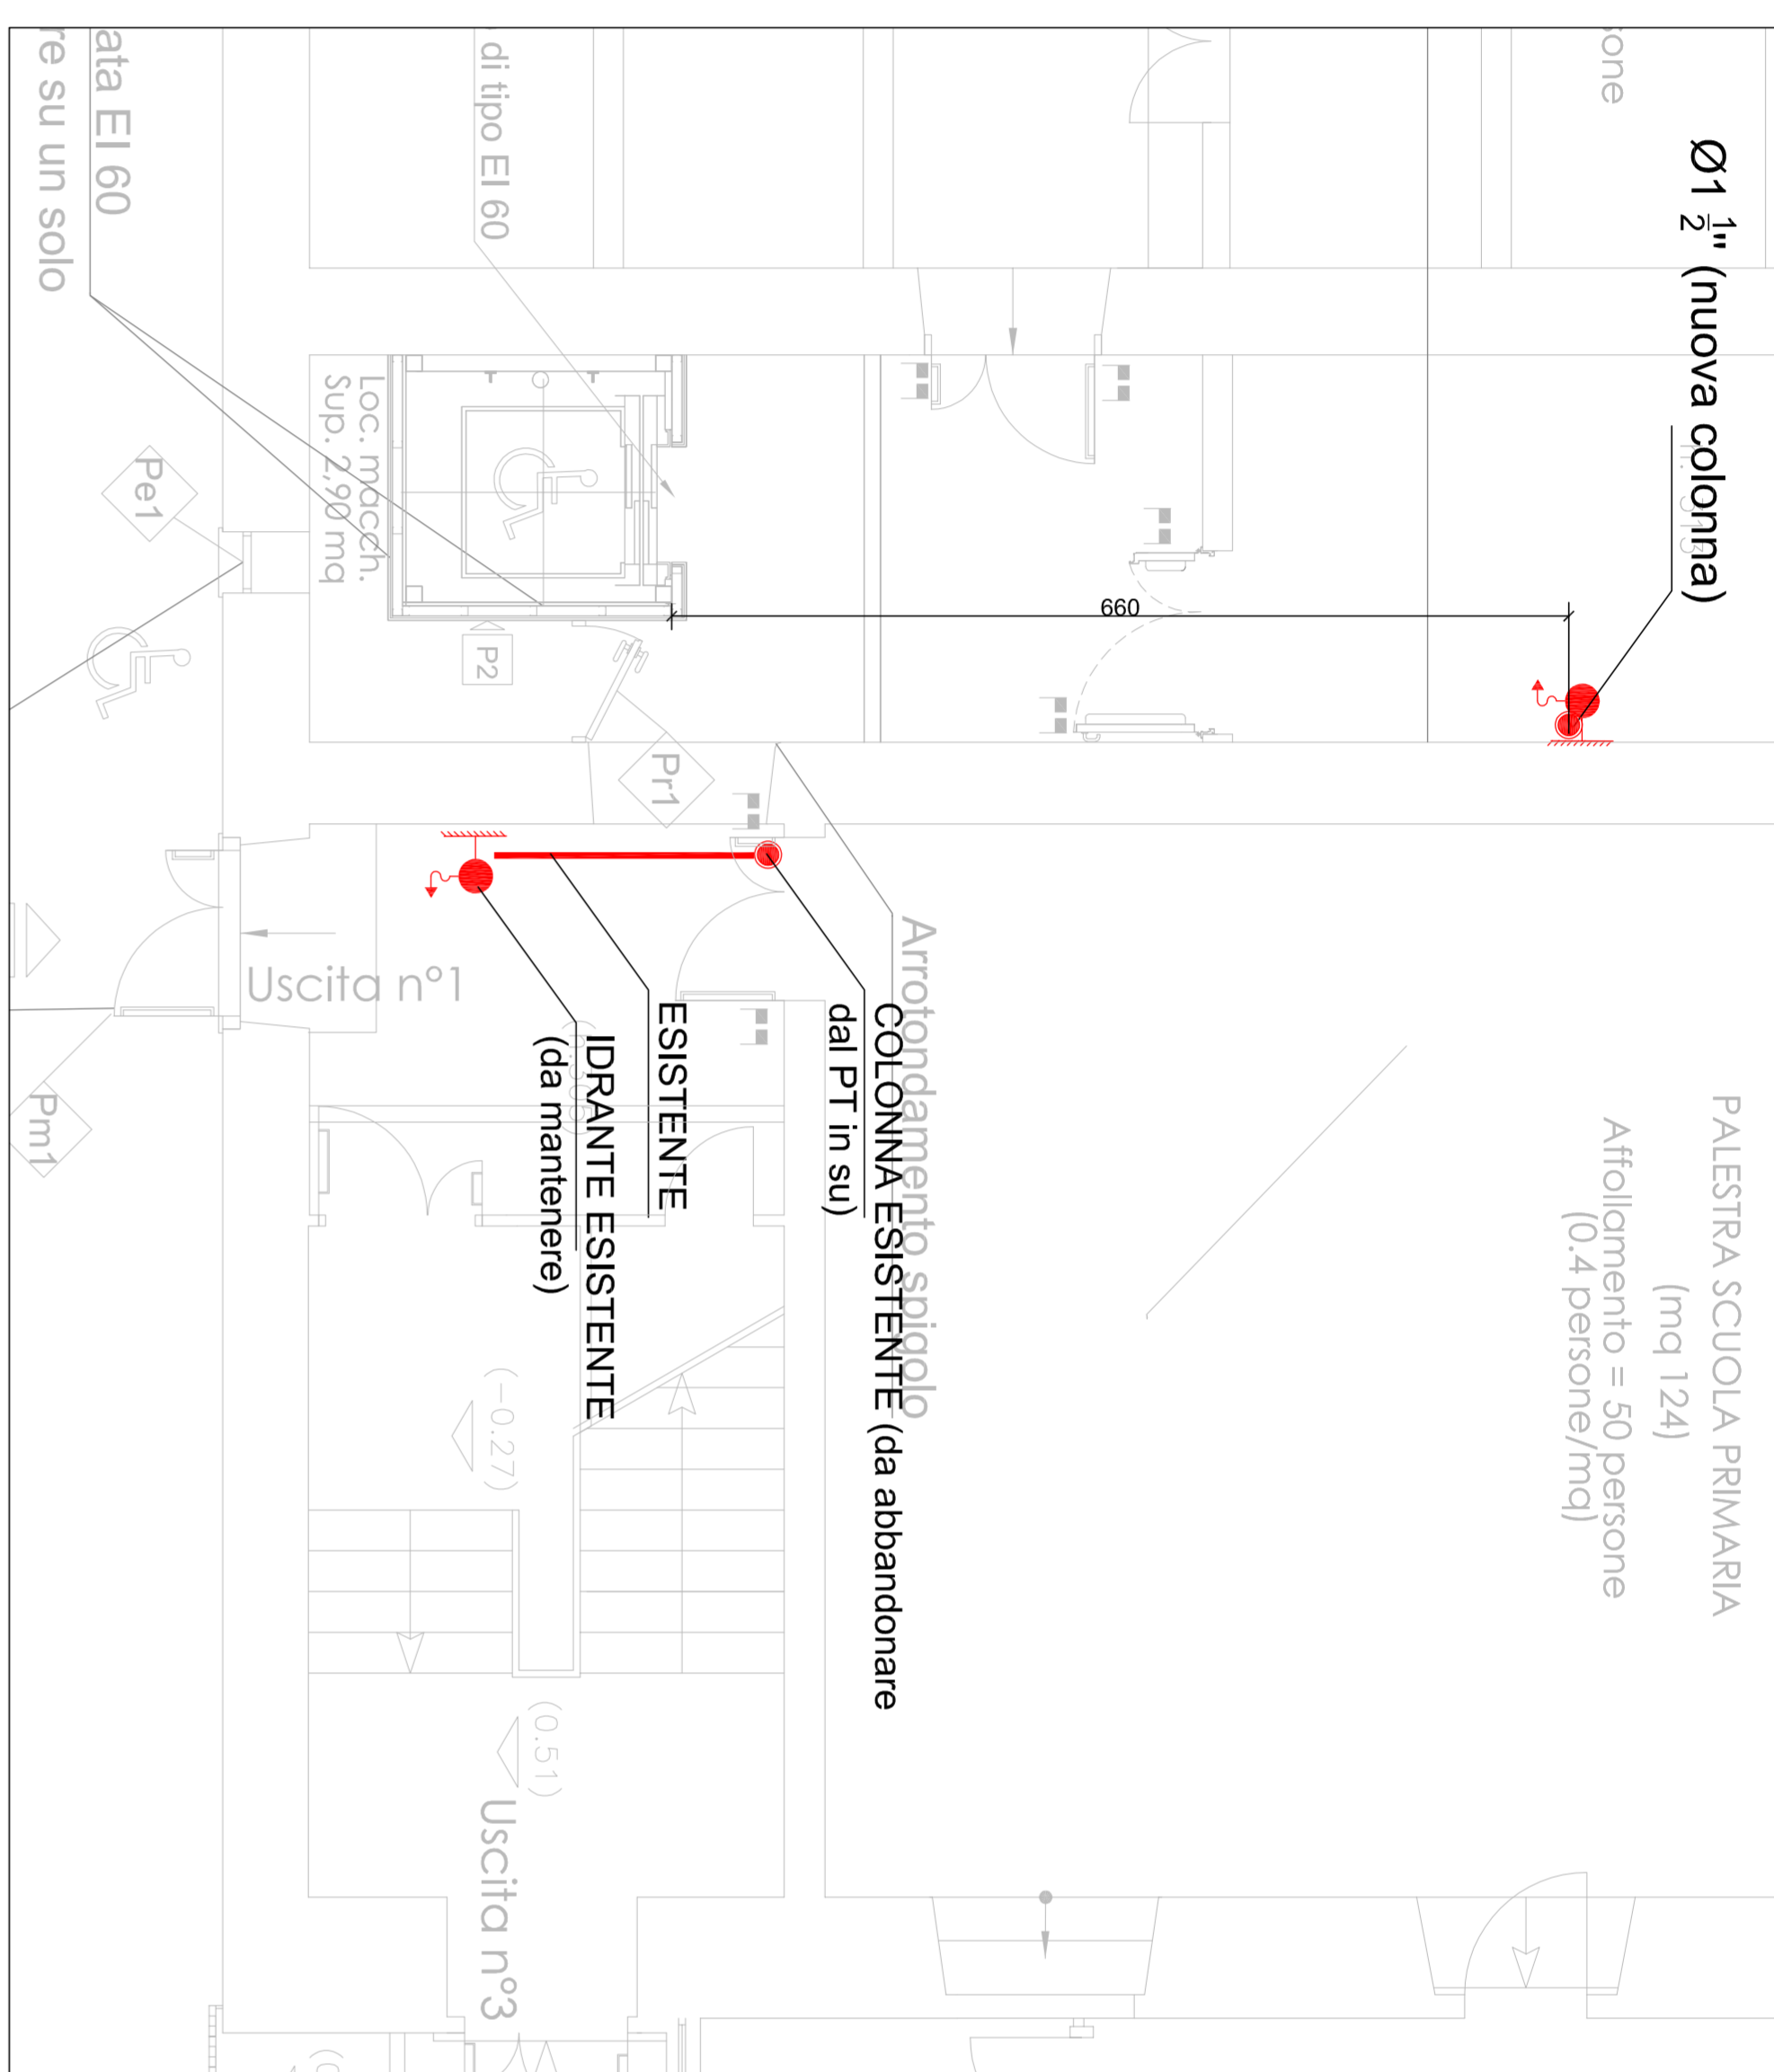 sone
Ø1 1/2" (nuova colonna)
n. 313
di tipo EI 60
ata EI 60
re su un solo
Loc. macch.
Sup. 2,90 mq
Pe1
P2
660
Pr1
Uscita n°1
Pm1
Arrotondamento spigolo
COLONNA ESISTENTE (da abbandonare
dal PT in su)
ESISTENTE
IDRANTE ESISTENTE
(da mantenere)
PALESTRA SCUOLA PRIMARIA
(mq 124)
Affollamento = 50 persone
(0.4 persone/mq)
(−0.27)
(0.51)
Uscita n°3